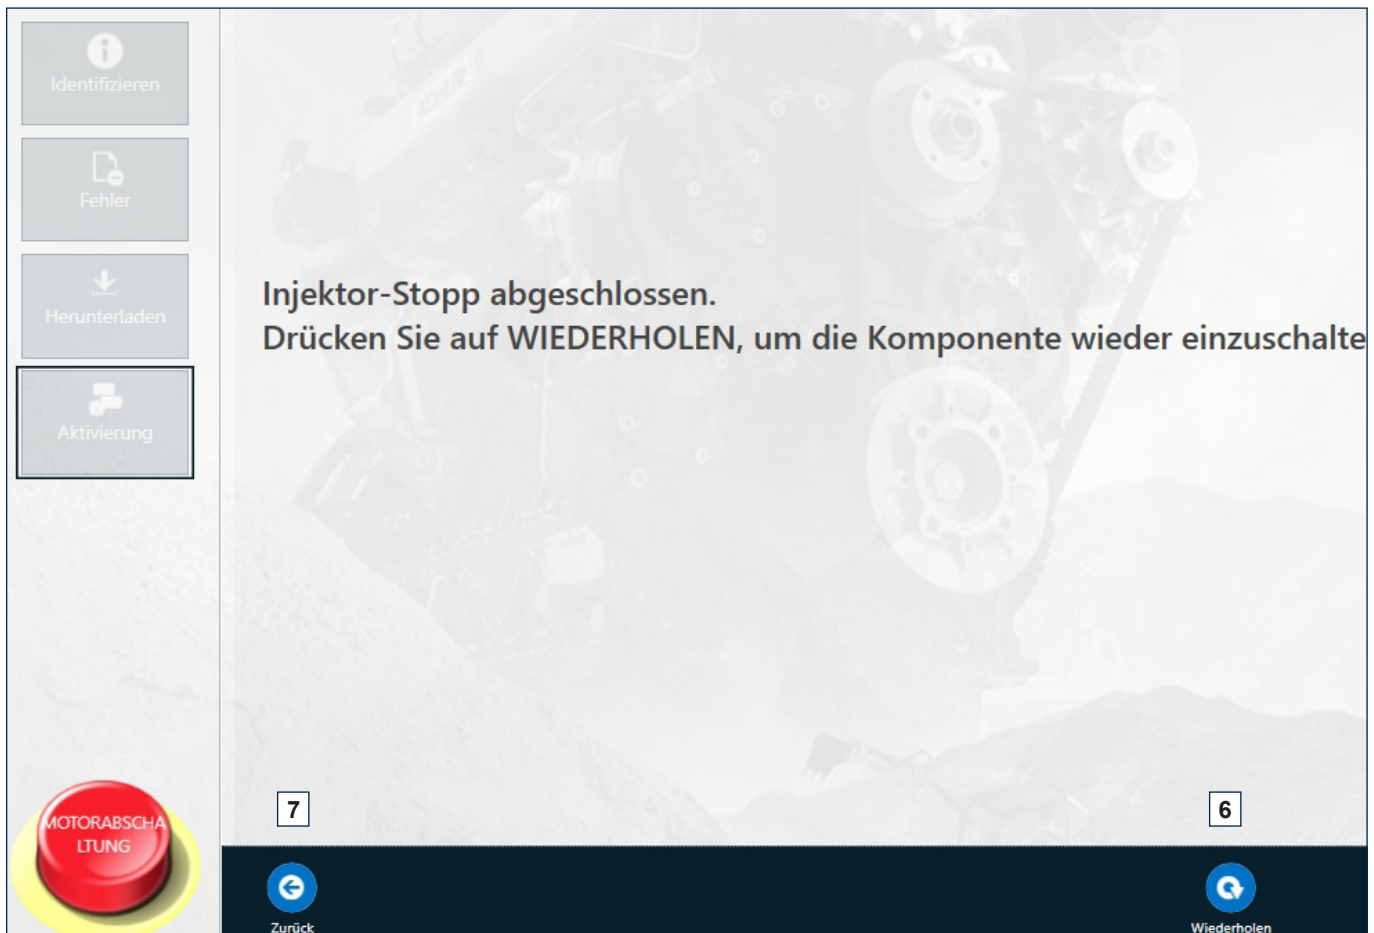 Identifizieren
Fehler
Herunterladen
Aktivierung
KOHLER
Injektor-Stopp abgeschlossen.
Drücken Sie auf WIEDERHOLEN, um die Komponente wieder einzuschalte
7
6
MOTORABSCHA
LTUNG
Zurück
Wiederholen